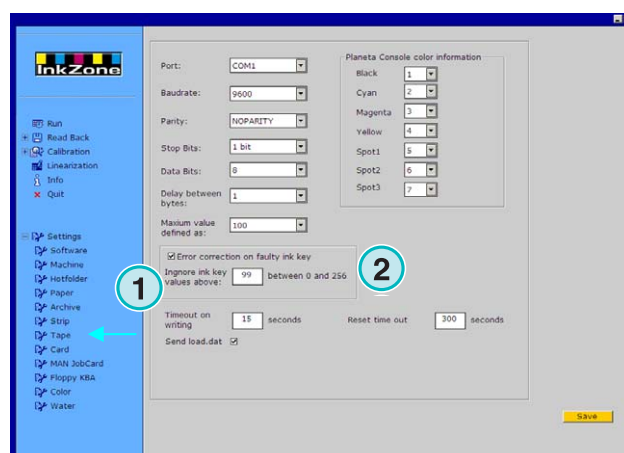 InkZone
Run
Read Back
Calibration
Linearization
Info
Quit
Settings
Software
Machine
Hotfolder
Paper
Archive
Strip
Tape
Card
MAN JobCard
Floppy KBA
Color
Water
Port: COM1
Baudrate: 9600
Parity: NOPARITY
Stop Bits: 1 bit
Data Bits: 8
Delay between
bytes: 1
Maxium value
defined as: 100
Planeta Console color information
Black 1
Cyan 2
Magenta 3
Yellow 4
Spot1 5
Spot2 6
Spot3 7
Error correction on faulty ink key
Ingnore ink key
values above: 99 between 0 and 256
1
2
Timeout on
writing 15 seconds
Reset time out 300 seconds
Send load.dat
Save